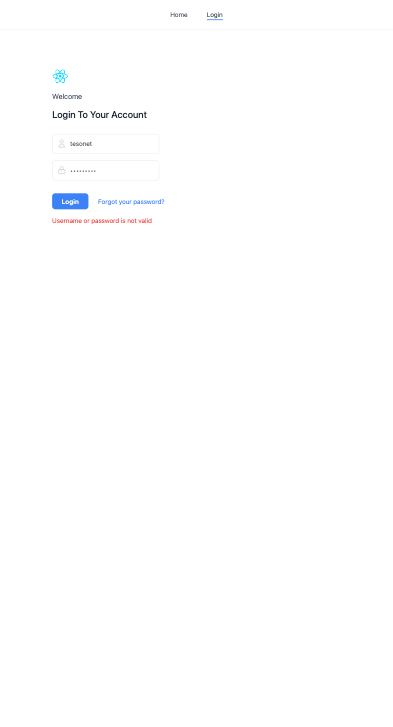 Home Login
Welcome
Login To Your Account
tesonet
•••••••••
Login Forgot your password?
Username or password is not valid